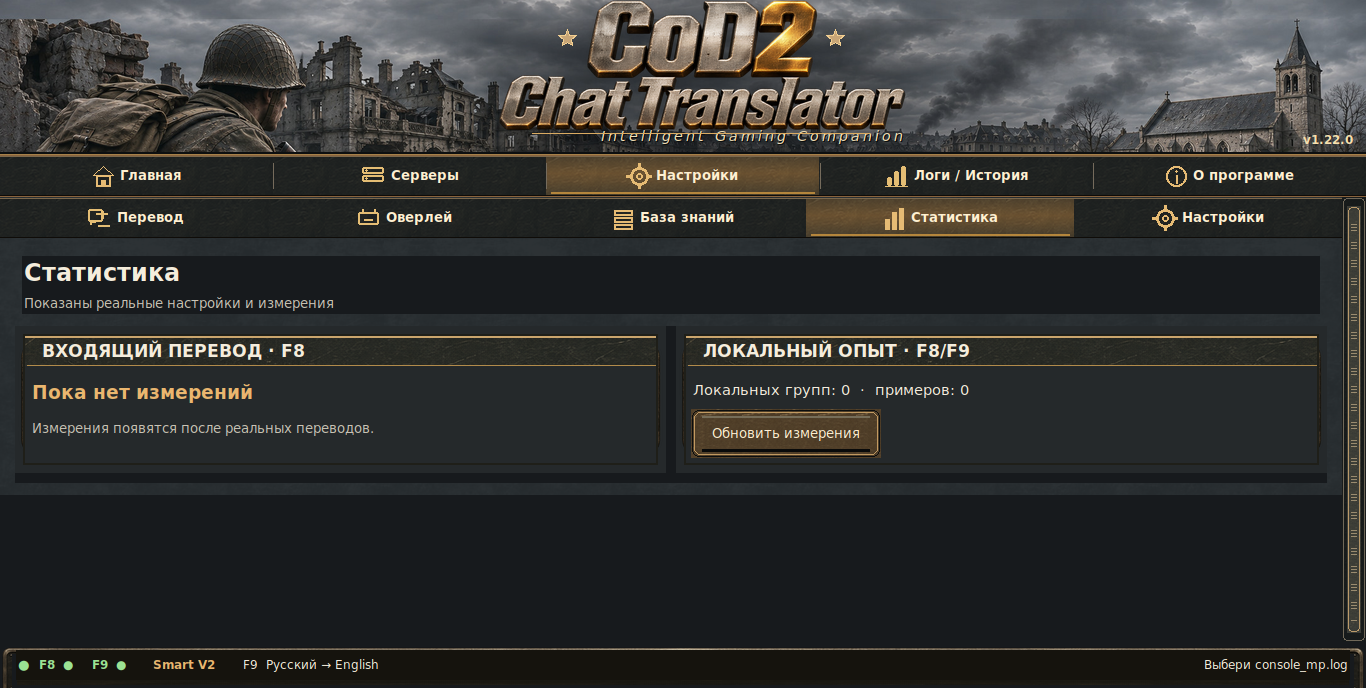 CoD2
Chat Translator
Intelligent Gaming Companion
v1.22.0
Главная
Серверы
Настройки
Логи / История
О программе
Перевод
Оверлей
База знаний
Статистика
Настройки
Статистика
Показаны реальные настройки и измерения
ВХОДЯЩИЙ ПЕРЕВОД · F8
Пока нет измерений
Измерения появятся после реальных переводов.
ЛОКАЛЬНЫЙ ОПЫТ · F8/F9
Локальных групп: 0 · примеров: 0
Обновить измерения
● F8 ● F9 ● Smart V2 F9 Русский → English
Выбери console_mp.log